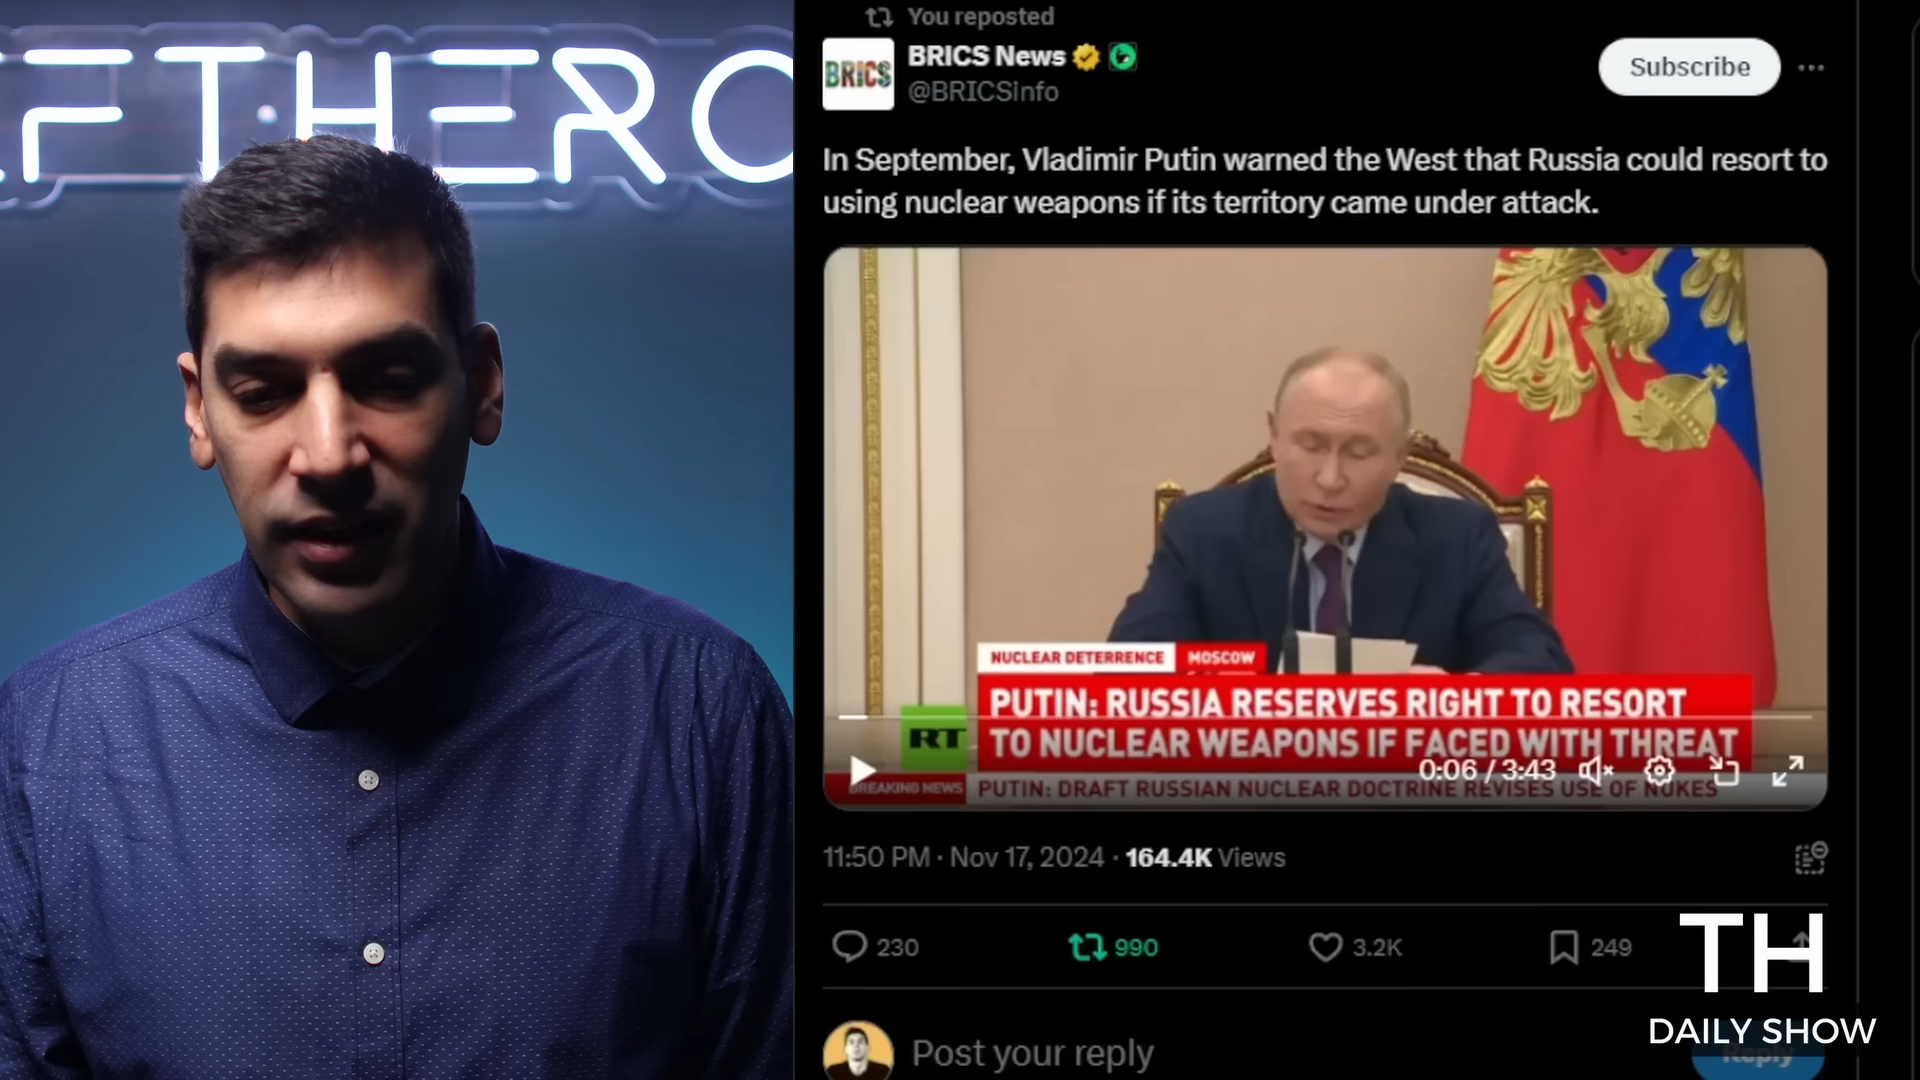 FTHERO
You reposted
BRICS
BRICS News
@BRICSinfo
Subscribe
In September, Vladimir Putin warned the West that Russia could resort to
using nuclear weapons if its territory came under attack.
NUCLEAR DETERRENCE MOSCOW
PUTIN: RUSSIA RESERVES RIGHT TO RESORT
TO NUCLEAR WEAPONS IF FACED WITH THREAT
RT
0:06 / 3:43
BREAKING NEWS PUTIN: DRAFT RUSSIAN NUCLEAR DOCTRINE REVISES USE OF NUKES
11:50 PM · Nov 17, 2024 · 164.4K Views
230 990 3.2K 249
TH
DAILY SHOW
Post your reply
Reply